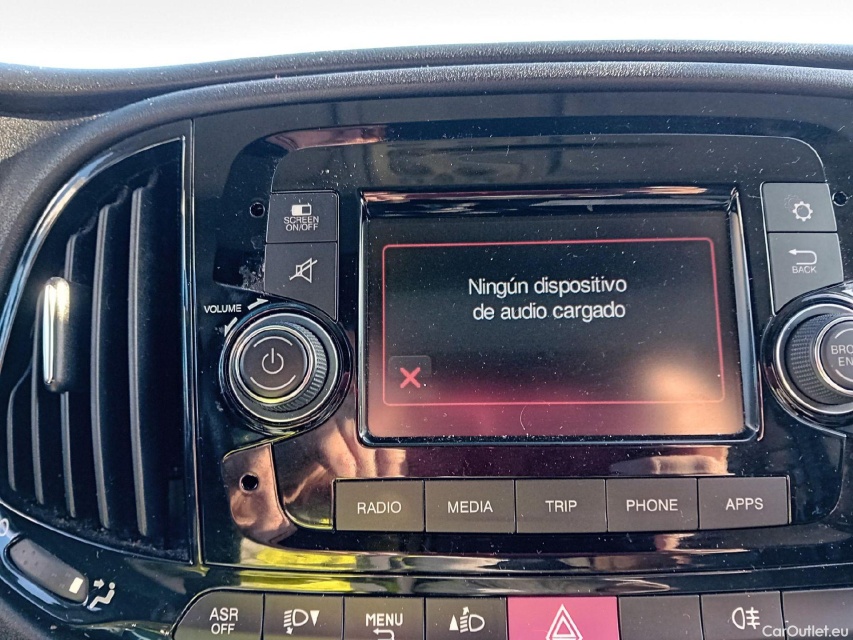 SCREEN
ON/OFF
BACK
VOLUME
Ningún dispositivo
de audio cargado
RADIO
MEDIA
TRIP
PHONE
APPS
ASR
OFF
MENU
CarOutlet.eu